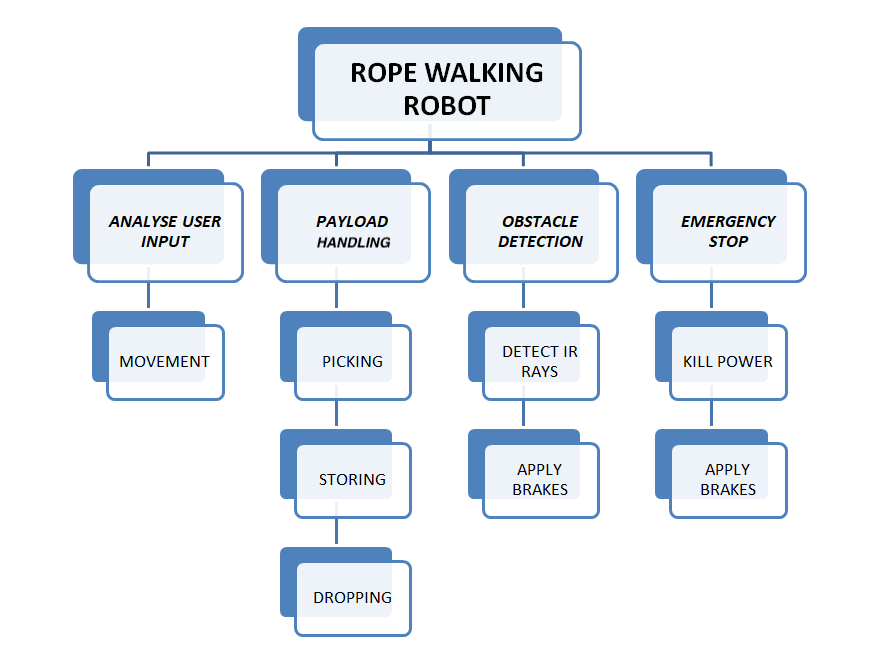 ROPE WALKING
ROBOT
ANALYSE USER
INPUT
PAYLOAD
HANDLING
OBSTACLE
DETECTION
EMERGENCY
STOP
MOVEMENT
PICKING
DETECT IR
RAYS
KILL POWER
STORING
APPLY
BRAKES
APPLY
BRAKES
DROPPING